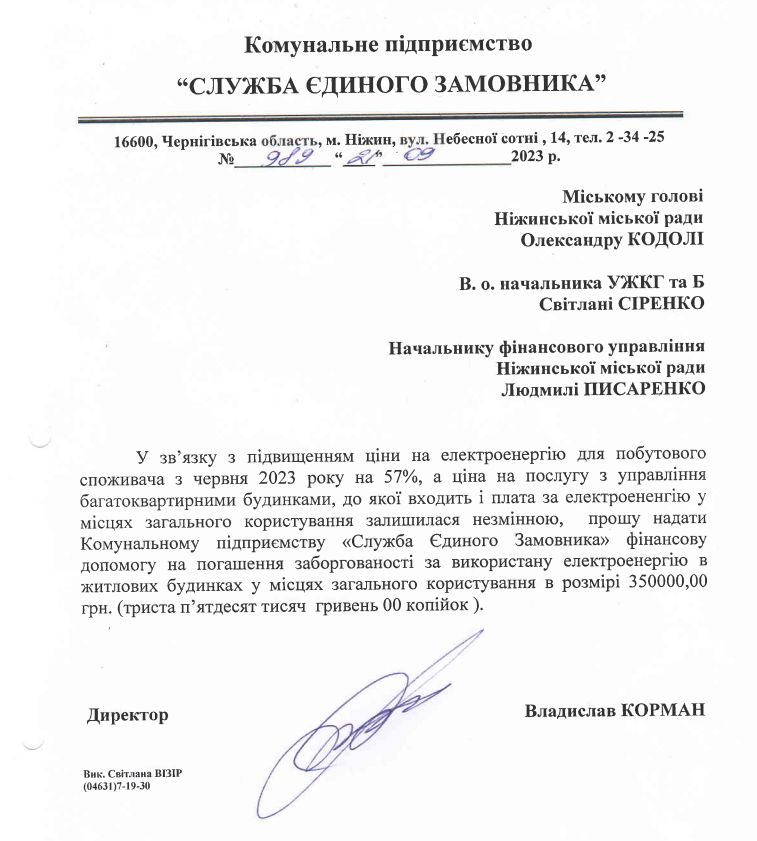 Комунальне підприємство
“СЛУЖБА ЄДИНОГО ЗАМОВНИКА”
16600, Чернігівська область, м. Ніжин, вул. Небесної сотні , 14, тел. 2 -34 -25
№ 989 “ 21 ” 09 2023 р.
Міському голові
Ніжинської міської ради
Олександру КОДОЛІ
В. о. начальника УЖКГ та Б
Світлані СІРЕНКО
Начальнику фінансового управління
Ніжинської міської ради
Людмилі ПИСАРЕНКО
У зв’язку з підвищенням ціни на електроенергію для побутового
споживача з червня 2023 року на 57%, а ціна на послугу з управління
багатоквартирними будинками, до якої входить і плата за електроененгію у
місцях загального користування залишилася незмінною, прошу надати
Комунальному підприємству «Служба Єдиного Замовника» фінансову
допомогу на погашення заборгованості за використану електроенергію в
житлових будинках у місцях загального користування в розмірі 350000,00
грн. (триста п’ятдесят тисяч гривень 00 копійок ).
Директор Владислав КОРМАН
Вик. Світлана ВІЗІР
(04631)7-19-30